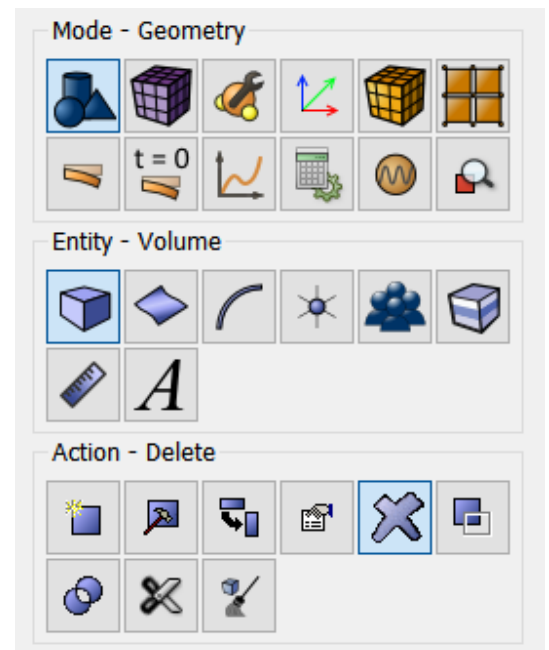 Mode - Geometry
t = 0
Entity - Volume
A
Action - Delete